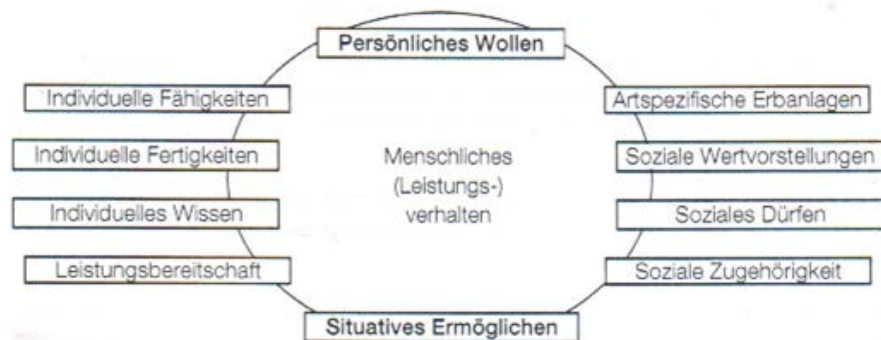 Persönliches Wollen
Individuelle Fähigkeiten
Artspezifische Erbanlagen
Individuelle Fertigkeiten
Menschliches
Soziale Wertvorstellungen
(Leistungs-)
Individuelles Wissen
verhalten
Soziales Dürfen
Leistungsbereitschaft
Soziale Zugehörigkeit
Situatives Ermöglichen